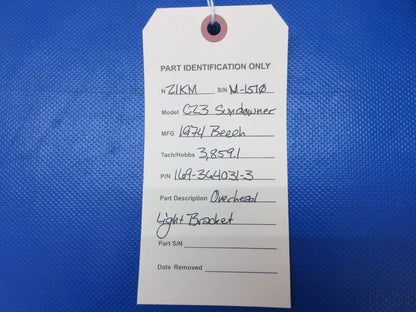 PART IDENTIFICATION ONLY
N 21KM S/N M-1510
Model C23 Sundowner
MFG 1974 Beech
Tach/Hobbs 3,859.1
P/N 169-364031-3
Part Description Overhead
Light Bracket
Part S/N
Date Removed